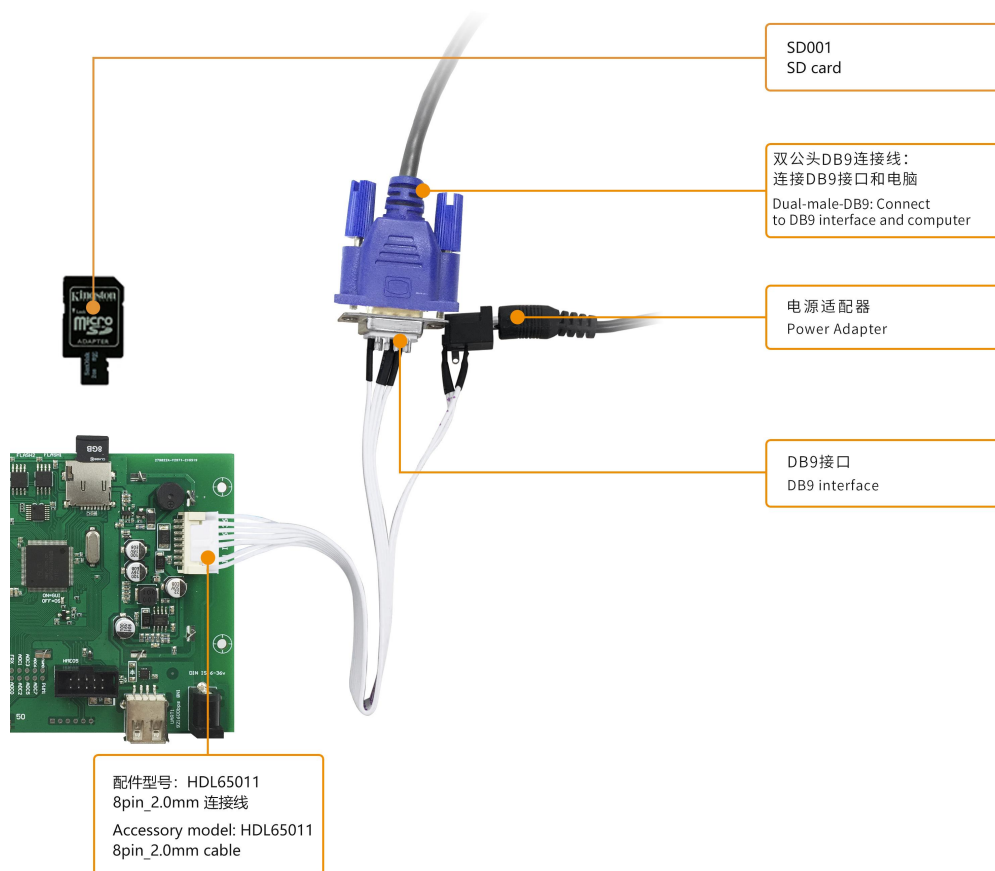 SD001
SD card
双公头DB9连接线：
连接DB9接口和电脑
Dual-male-DB9: Connect
to DB9 interface and computer
Kingston
micro
SD
ADAPTER
电源适配器
Power Adapter
DB9接口
DB9 interface
8GB
FLASH1
配件型号：HDL65011
8pin_2.0mm 连接线
Accessory model: HDL65011
8pin_2.0mm cable